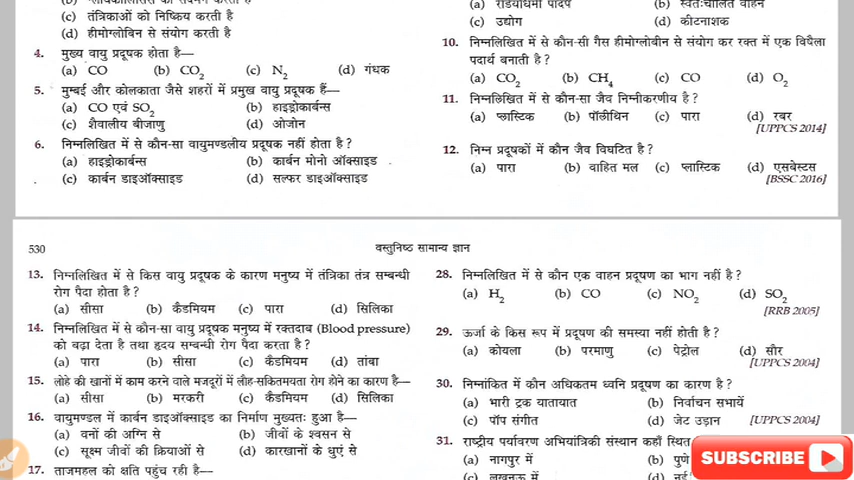 (c) तंत्रिकाओं को निष्क्रिय करती है
(d) हीमोग्लोबिन से संयोग करती है
4. मुख्य वायु प्रदूषक होता है—
(a) CO (b) CO₂ (c) N₂ (d) गंधक
5. मुम्बई और कोलकाता जैसे शहरों में प्रमुख वायु प्रदूषक हैं—
(a) CO एवं SO₂ (b) हाइड्रोकार्बन्स
(c) शैवालीय बीजाणु (d) ओजोन
6. निम्नलिखित में से कौन-सा वायुमण्डलीय प्रदूषक नहीं होता है ?
(a) हाइड्रोकार्बन्स (b) कार्बन मोनो ऑक्साइड
(c) कार्बन डाइऑक्साइड (d) सल्फर डाइऑक्साइड
(b) स्वतःचालित वाहन
(c) उद्योग (d) कीटनाशक
10. निम्नलिखित में से कौन-सी गैस हीमोग्लोबीन से संयोग कर रक्त में एक विषैला
पदार्थ बनाती है ?
(a) CO₂ (b) CH₄ (c) CO (d) O₂
11. निम्नलिखित में से कौन-सा जैव निम्नीकरणीय है ?
(a) प्लास्टिक (b) पॉलीथिन (c) पारा (d) रबर
[UPPCS 2014]
12. निम्न प्रदूषकों में कौन जैव विघटित है ?
(a) पारा (b) वाहित मल (c) प्लास्टिक (d) एसबेस्टस
[BSSC 2016]
530 वस्तुनिष्ठ सामान्य ज्ञान
13. निम्नलिखित में से किस वायु प्रदूषक के कारण मनुष्य में तंत्रिका तंत्र सम्बन्धी
रोग पैदा होता है ?
(a) सीसा (b) कैडमियम (c) पारा (d) सिलिका
14. निम्नलिखित में से कौन-सा वायु प्रदूषक मनुष्य में रक्तदाब (Blood pressure)
को बढ़ा देता है तथा हृदय सम्बन्धी रोग पैदा करता है ?
(a) पारा (b) सीसा (c) कैडमियम (d) तांबा
15. लोहे की खानों में काम करने वाले मजदूरों में लौह-सकितमयता रोग होने का कारण है—
(a) सीसा (b) मरकरी (c) कैडमियम (d) सिलिका
16. वायुमण्डल में कार्बन डाइऑक्साइड का निर्माण मुख्यतः हुआ है—
(a) वनों की अग्नि से (b) जीवों के श्वसन से
(c) सूक्ष्म जीवों की क्रियाओं से (d) कारखानों के धुएं से
17. ताजमहल को क्षति पहुंच रही है—
28. निम्नलिखित में से कौन एक वाहन प्रदूषण का भाग नहीं है ?
(a) H₂ (b) CO (c) NO₂ (d) SO₂
[RRB 2005]
29. ऊर्जा के किस रूप में प्रदूषण की समस्या नहीं होती है ?
(a) कोयला (b) परमाणु (c) पेट्रोल (d) सौर
[UPPCS 2004]
30. निम्नांकित में कौन अधिकतम ध्वनि प्रदूषण का कारण है ?
(a) भारी ट्रक यातायात (b) निर्वाचन सभायें
(c) पॉप संगीत (d) जेट उड़ान [UPPCS 2004]
31. राष्ट्रीय पर्यावरण अभियांत्रिकी संस्थान कहाँ स्थित
(a) नागपुर में (b) पुणे
(c) लखनऊ में (d)
SUBSCRIBE